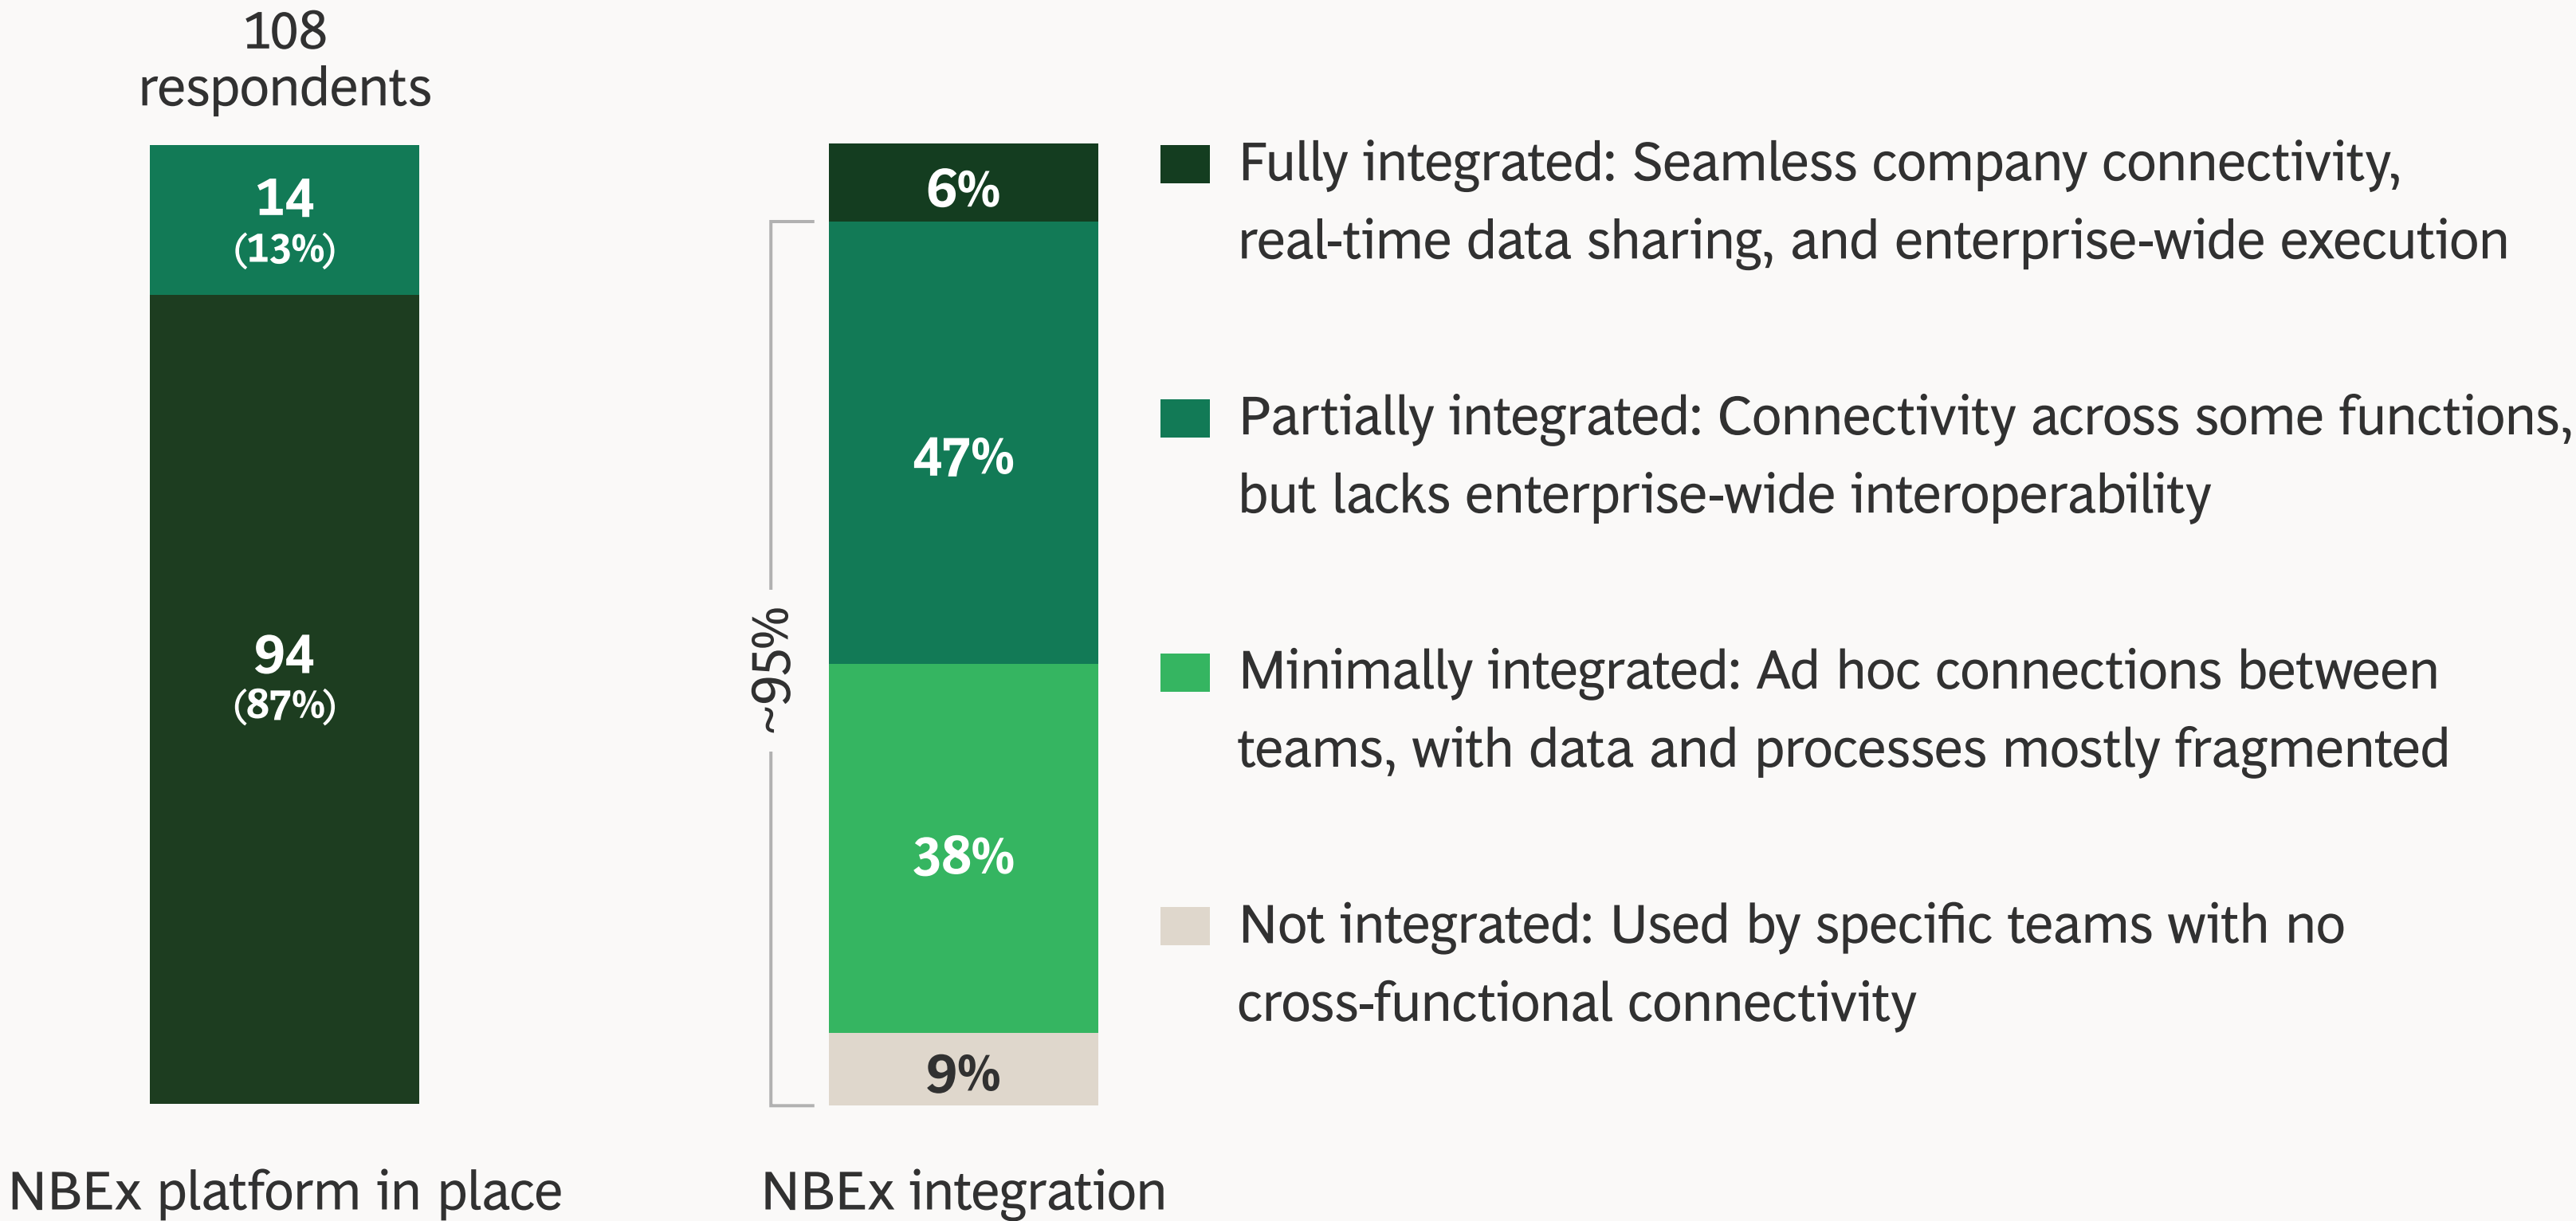 108
respondents
14
(13%)
94
(87%)
NBEx platform in place
~95%
6%
47%
38%
9%
NBEx integration
Fully integrated: Seamless company connectivity,
real-time data sharing, and enterprise-wide execution
Partially integrated: Connectivity across some functions,
but lacks enterprise-wide interoperability
Minimally integrated: Ad hoc connections between
teams, with data and processes mostly fragmented
Not integrated: Used by specific teams with no
cross-functional connectivity